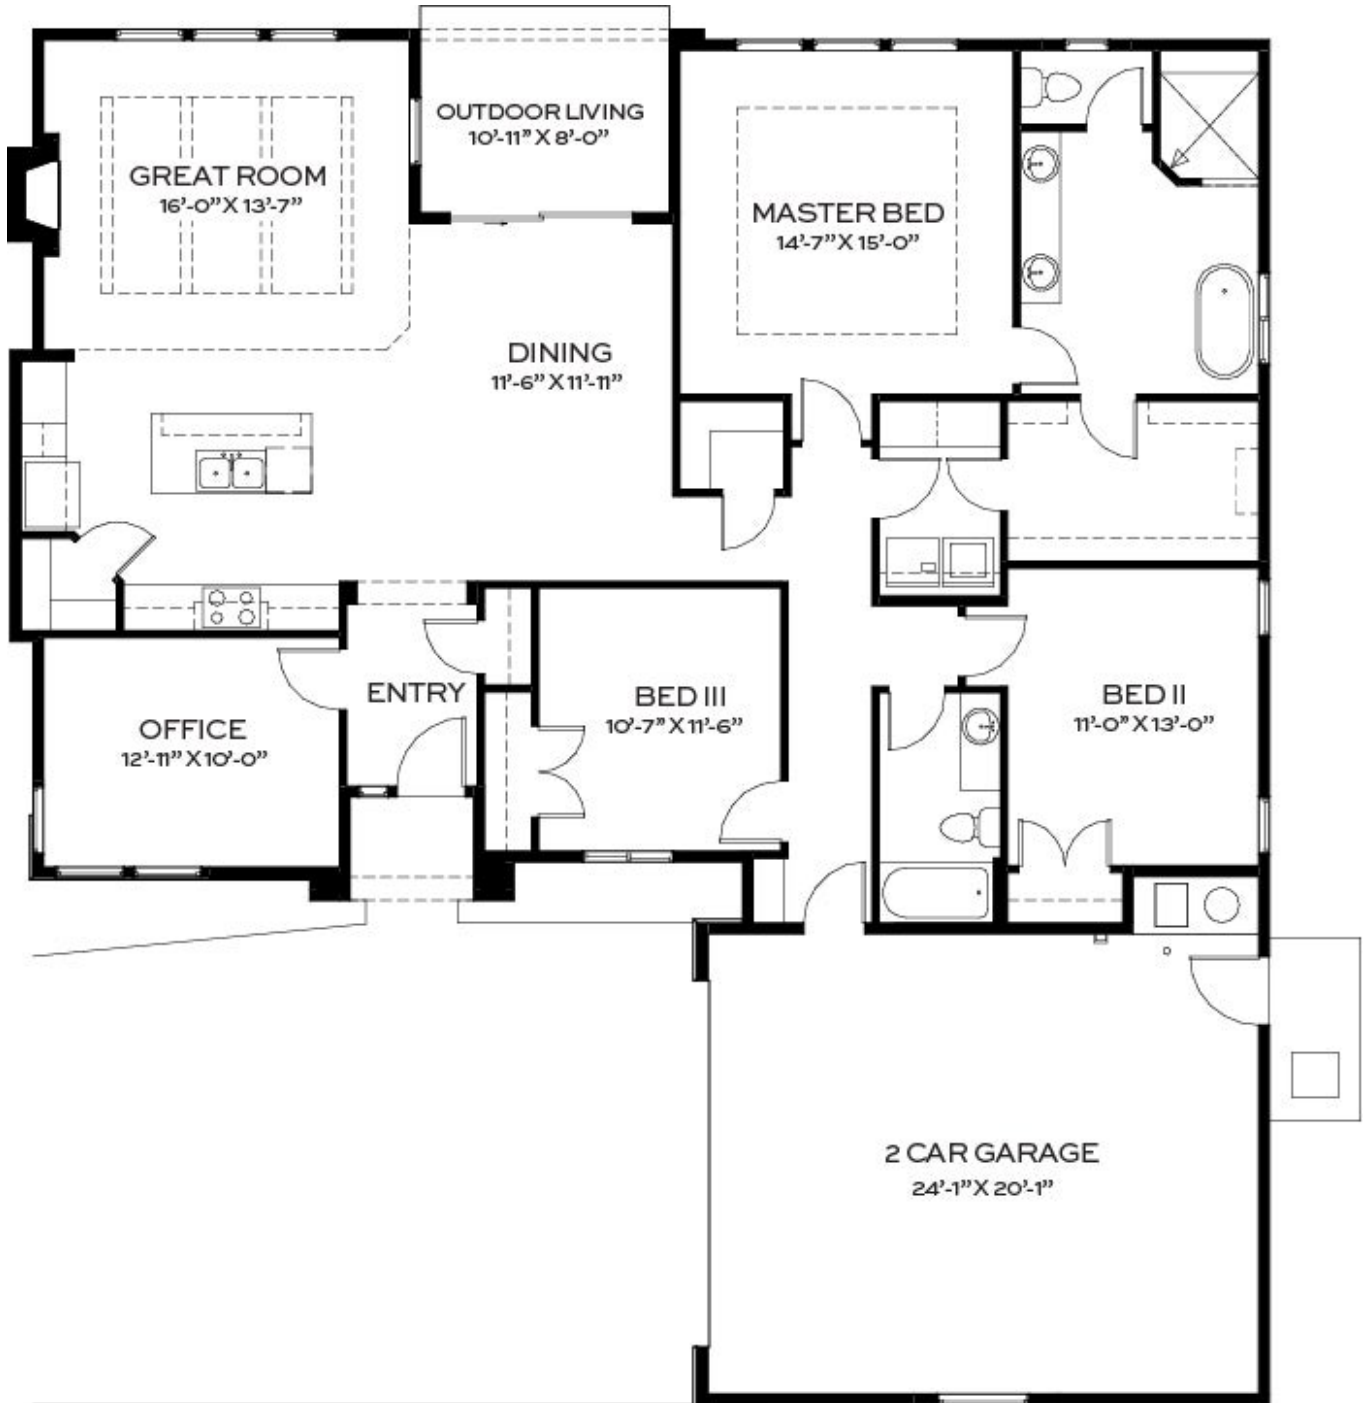 OUTDOOR LIVING
10'-11" X 8'-0"
GREAT ROOM
16'-0" X 13'-7"
MASTER BED
14'-7" X 15'-0"
DINING
11'-6" X 11'-11"
ENTRY
BED III
10'-7" X 11'-6"
BED II
11'-0" X 13'-0"
OFFICE
12'-11" X 10'-0"
2 CAR GARAGE
24'-1" X 20'-1"